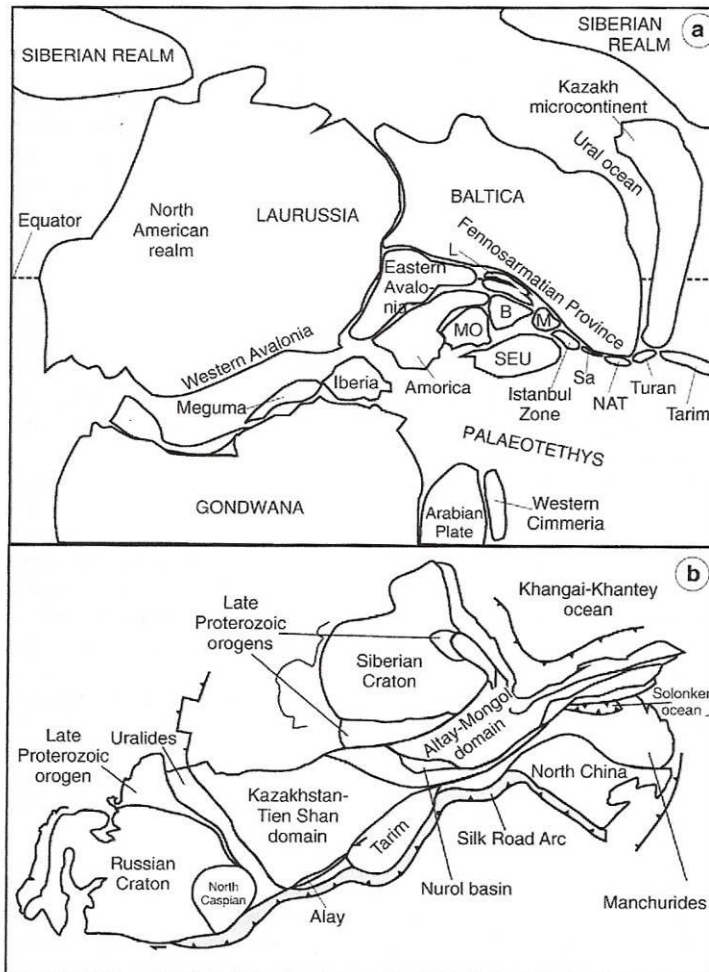 SIBERIAN REALM
SIBERIAN
REALM
a
Kazakh
microcontinent
Ural ocean
BALTICA
Equator
North
American
realm
LAURUSSIA
L
Fennosarmatian Province
Eastern
Avalo-
nia
B
M
MO
SEU
Western Avalonia
Iberia
Amorica
Istanbul
Zone
Sa
NAT
Turan
Tarim
Meguma
PALAEOTETHYS
GONDWANA
Arabian
Plate
Western
Cimmeria
b
Late
Proterozoic
orogens
Khangai-Khantey
ocean
Siberian
Craton
Solonker
ocean
Altay-Mongol
domain
Late
Proterozoic
orogen
Uralides
North China
Kazakhstan-
Tien Shan
domain
Tarim
Silk Road Arc
Russian
Craton
North
Caspian
Nurol basin
Alay
Manchurides